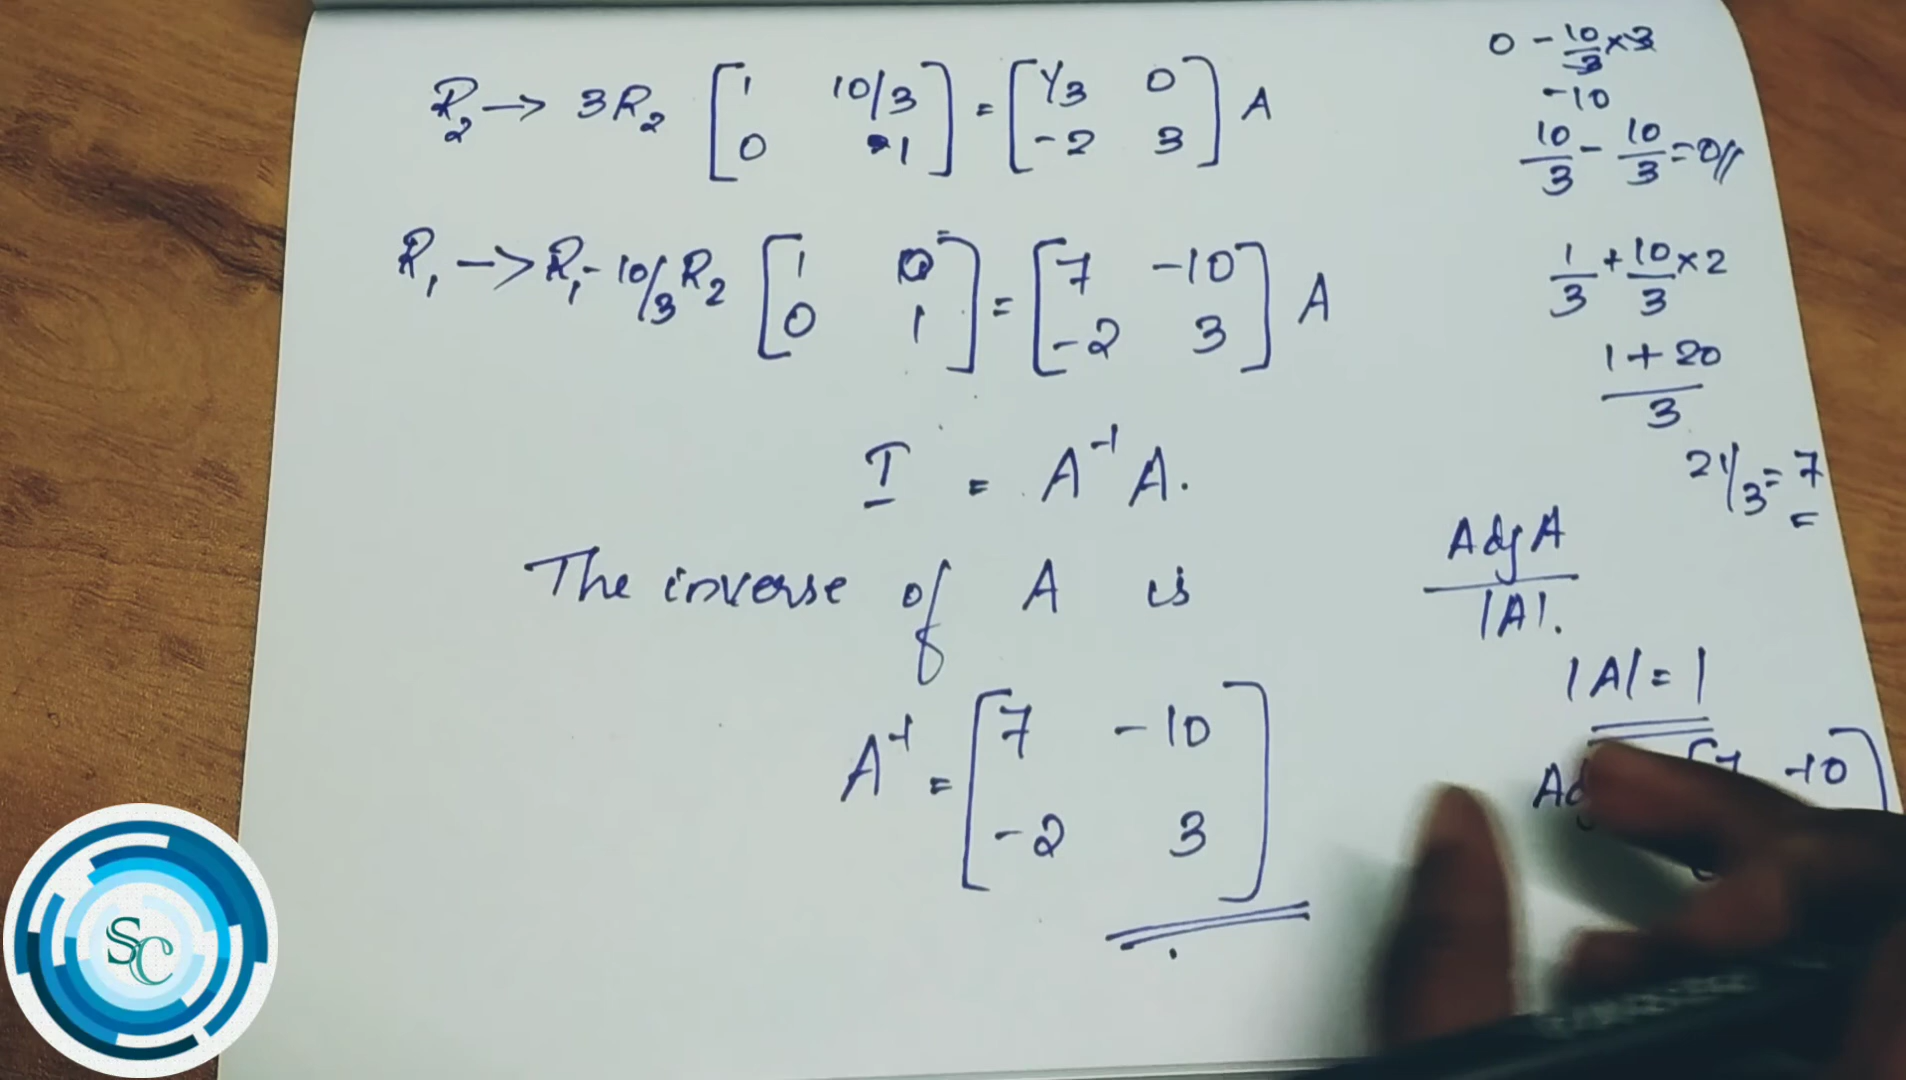 R₂ → 3R₂ [1 10/3 = [1/3 0 A
0 1] -2 3]
R₁ → R₁ - 10/3 R₂ [1 0 = [7 -10 A
0 1] -2 3]
I = A⁻¹ A.
The inverse of A is
A⁻¹ = [7 -10
-2 3]
0 - 10/3 × 3
-10
10/3 - 10/3 = 0//
1/3 + 10/3 × 2
1 + 20
3
21/3 = 7
Adj A
|A|.
|A| = 1
-10
SC